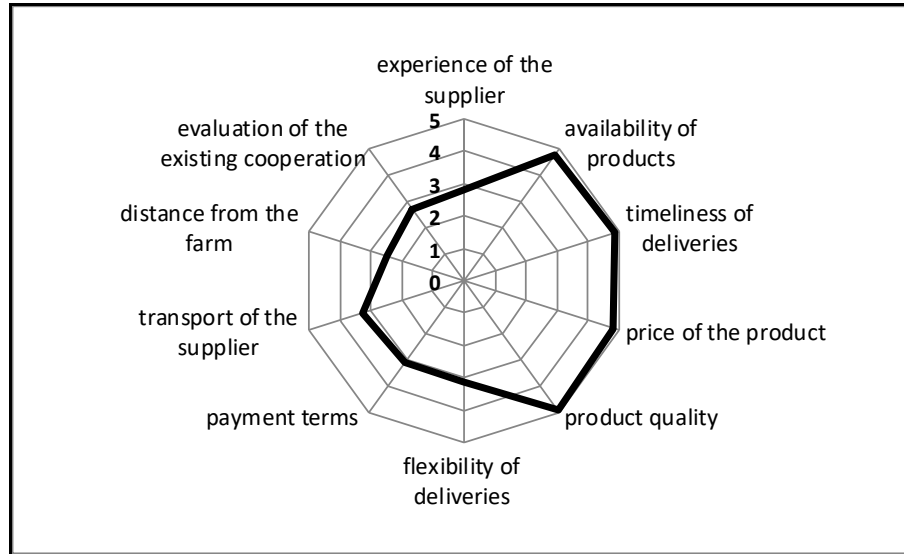 experience of the
supplier
availability of
products
timeliness of
deliveries
price of the product
product quality
flexibility of
deliveries
payment terms
transport of the
supplier
distance from the
farm
evaluation of the
existing cooperation
5
4
3
2
1
0